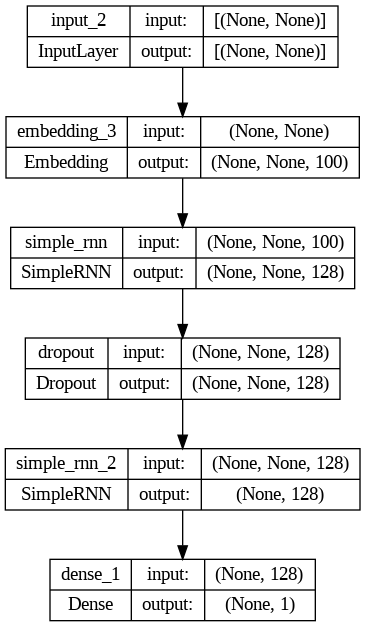 input_2 input: [(None, None)]
InputLayer output: [(None, None)]
embedding_3 input: (None, None)
Embedding output: (None, None, 100)
simple_rnn input: (None, None, 100)
SimpleRNN output: (None, None, 128)
dropout input: (None, None, 128)
Dropout output: (None, None, 128)
simple_rnn_2 input: (None, None, 128)
SimpleRNN output: (None, 128)
dense_1 input: (None, 128)
Dense output: (None, 1)